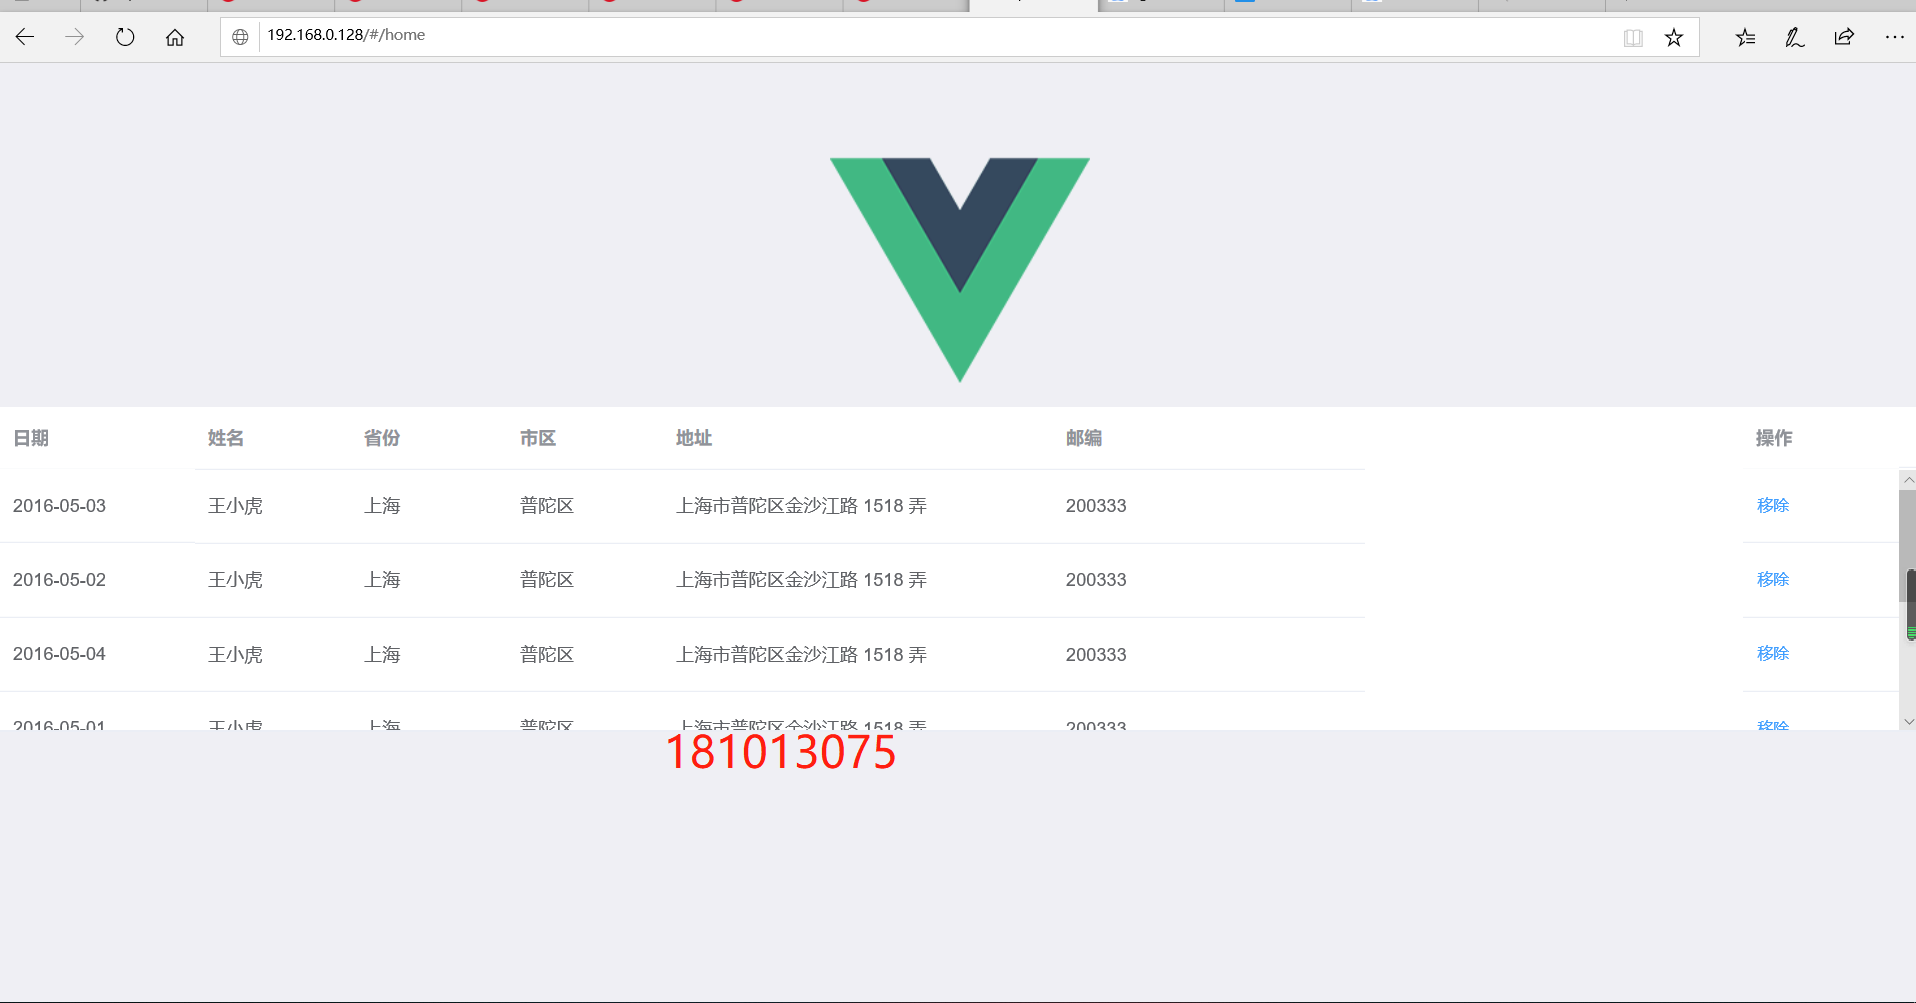 192.168.0.128/#/home
日期 姓名 省份 市区 地址 邮编 操作
2016-05-03 王小虎 上海 普陀区 上海市普陀区金沙江路 1518 弄 200333 移除
2016-05-02 王小虎 上海 普陀区 上海市普陀区金沙江路 1518 弄 200333 移除
2016-05-04 王小虎 上海 普陀区 上海市普陀区金沙江路 1518 弄 200333 移除
2016-05-01 王小虎 上海 普陀区 上海市普陀区金沙江路 1518 弄 200333 移除
181013075